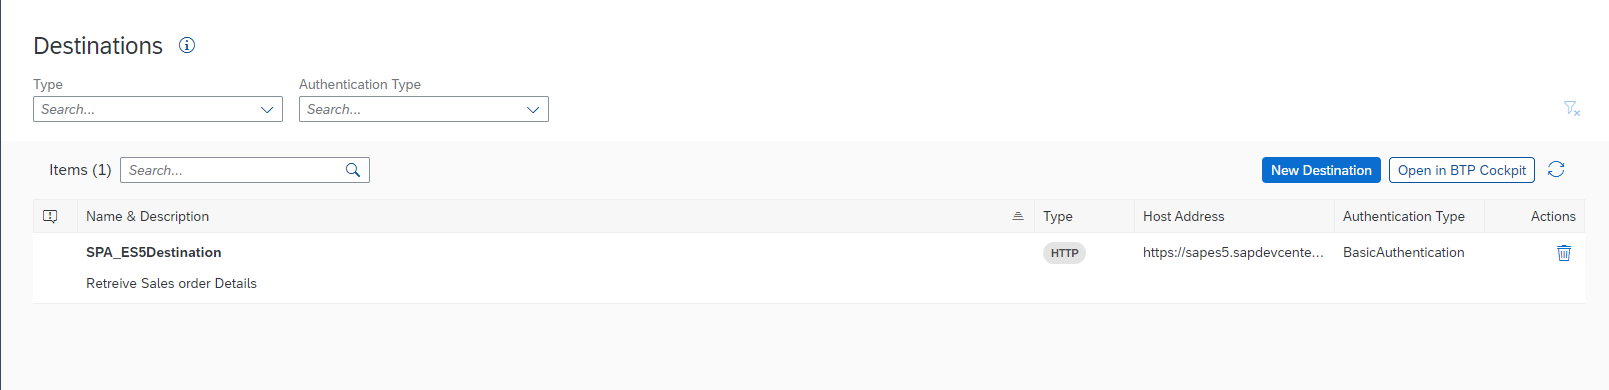 Destinations
Type
Authentication Type
Search...
Search...
Items (1)
Search...
New Destination
Open in BTP Cockpit
Name & Description
Type
Host Address
Authentication Type
Actions
SPA_ES5Destination
HTTP
https://sapes5.sapdevcente...
BasicAuthentication
Retreive Sales order Details